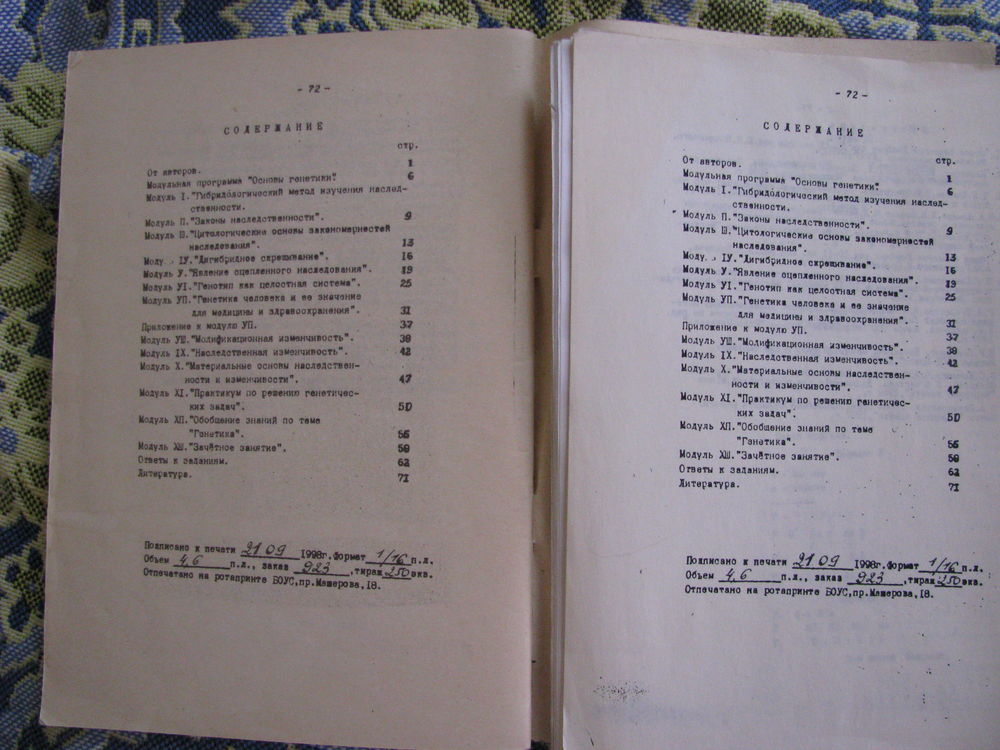 - 72 -
СОДЕРЖАНИЕ
стр.
От авторов. 1
Модульная программа "Основы генетики". 6
Модуль I."Гибридологический метод изучения наслед-
ственности.
Модуль П."Законы наследственности". 9
Модуль Ш."Цитологические основы закономерностей
наследования". 13
Моду. . IУ."Дигибридное скрещивание". 16
Модуль У."Явление сцепленного наследования". 19
Модуль УI."Генотип как целостная система". 25
Модуль УП."Генетика человека и ее значение
для медицины и здравоохранения". 31
Приложение к модулю УП. 37
Модуль УШ."Модификационная изменчивость". 38
Модуль IХ."Наследственная изменчивость". 42
Модуль Х."Материальные основы наследствен-
ности и изменчивости". 47
Модуль ХI."Практикум по решению генетичес-
ких задач". 50
Модуль ХП."Обобщение знаний по теме
"Генетика". 55
Модуль ХШ."Зачётное занятие". 59
Ответы к заданиям. 62
Литература. 71
Подписано к печати 21 09 1998г.формат 1/16 п.л.
Объем 4,6 п.л., заказ 923 ,тираж 250 экв.
Отпечатано на ротапринте БОУС,пр.Машерова,18.
- 72 -
СОДЕРЖАНИЕ
стр.
От авторов. 1
Модульная программа "Основы генетики". 6
Модуль I."Гибридологический метод изучения наслед-
ственности.
Модуль П."Законы наследственности". 9
Модуль Ш."Цитологические основы закономерностей
наследования". 13
Моду. . IУ."Дигибридное скрещивание". 16
Модуль У."Явление сцепленного наследования". 19
Модуль УI."Генотип как целостная система". 25
Модуль УП."Генетика человека и ее значение
для медицины и здравоохранения". 31
Приложение к модулю УП. 37
Модуль УШ."Модификационная изменчивость". 38
Модуль IХ."Наследственная изменчивость". 42
Модуль Х."Материальные основы наследствен-
ности и изменчивости". 47
Модуль ХI."Практикум по решению генетичес-
ких задач". 50
Модуль ХП."Обобщение знаний по теме
"Генетика". 55
Модуль ХШ."Зачётное занятие". 59
Ответы к заданиям. 62
Литература. 71
Подписано к печати 21 09 1998г.формат 1/16 п.л.
Объем 4,6 п.л., заказ 923 ,тираж 250 экв.
Отпечатано на ротапринте БОУС,пр.Машерова,18.